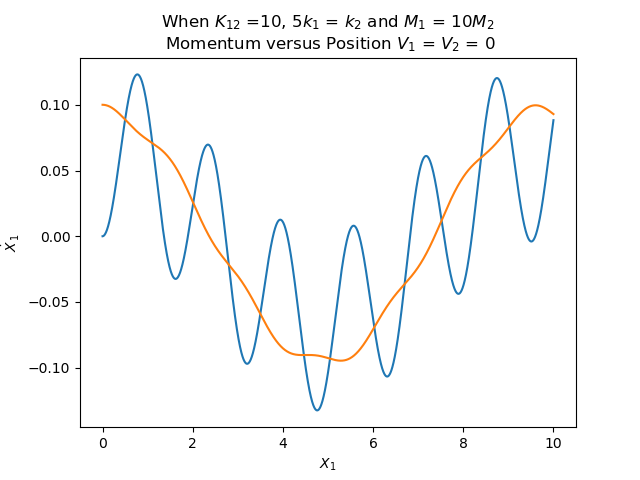 When K₁₂ =10, 5k₁ = k₂ and M₁ = 10M₂
Momentum versus Position V₁ = V₂ = 0
0.10
0.05
0.00
−0.05
−0.10
Ẋ₁
0 2 4 6 8 10
X₁